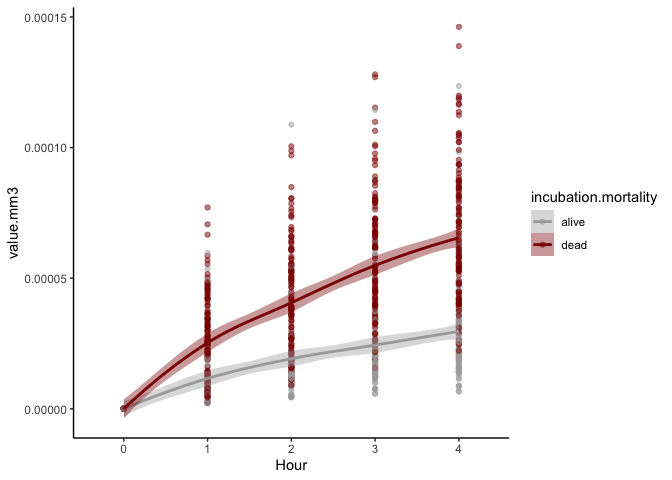 0.00015
0.00010
0.00005
0.00000
value.mm3
0 1 2 3 4
Hour
incubation.mortality
alive
dead